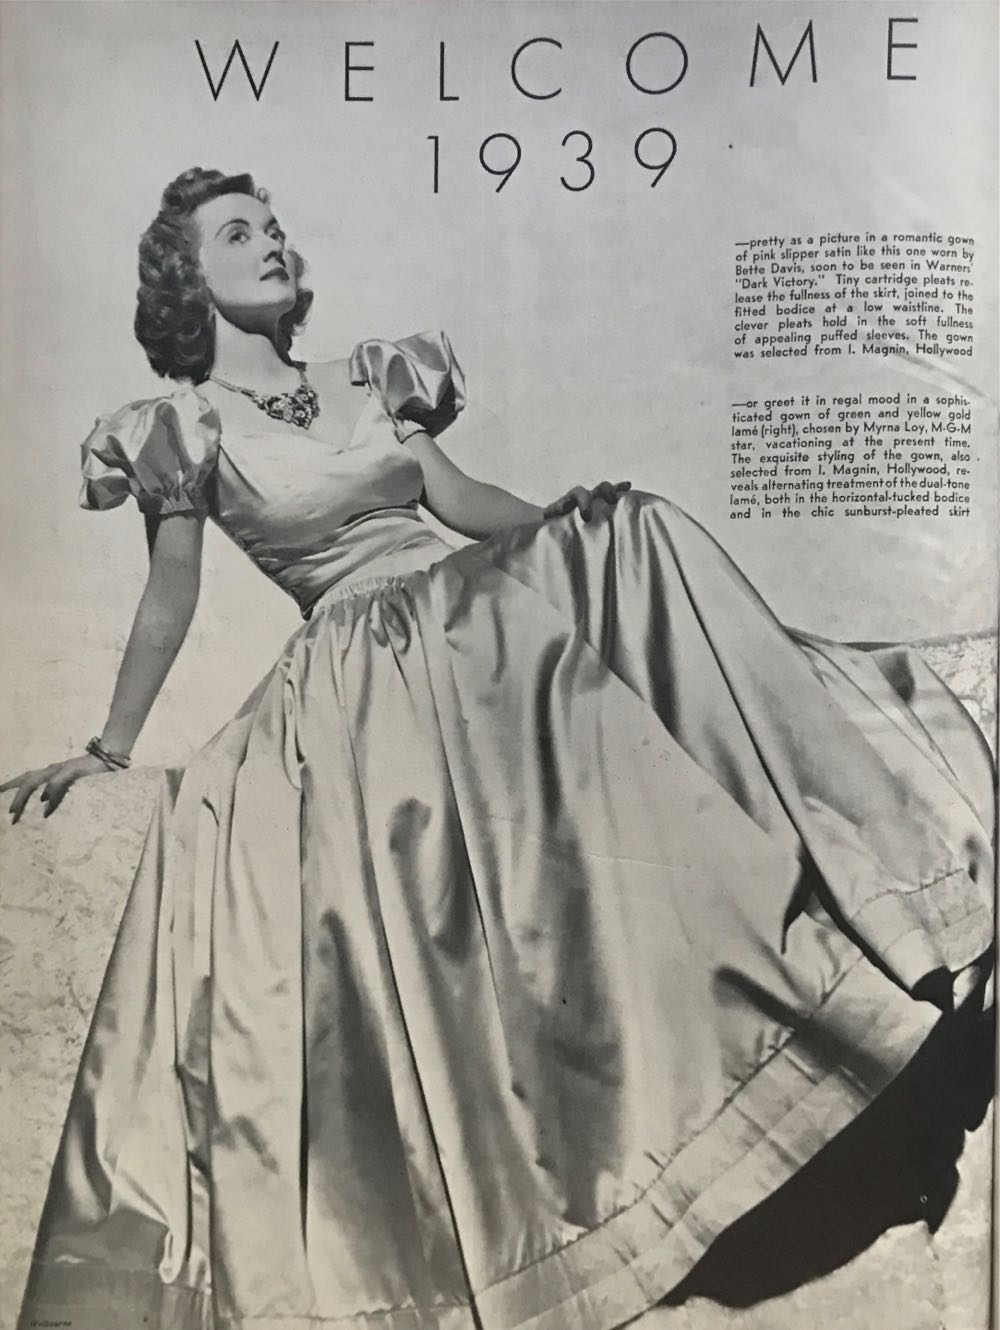 WELCOME
1939
—pretty as a picture in a romantic gown
of pink slipper satin like this one worn by
Bette Davis, soon to be seen in Warners'
"Dark Victory." Tiny cartridge pleats re-
lease the fullness of the skirt, joined to the
fitted bodice at a low waistline. The
clever pleats hold in the soft fullness
of appealing puffed sleeves. The gown
was selected from I. Magnin, Hollywood
—or greet it in regal mood in a sophis-
ticated gown of green and yellow gold
lamé (right), chosen by Myrna Loy, M-G-M
star, vacationing at the present time.
The exquisite styling of the gown, also
selected from I. Magnin, Hollywood, re-
veals alternating treatment of the dual-tone
lamé, both in the horizontal-tucked bodice
and in the chic sunburst-pleated skirt